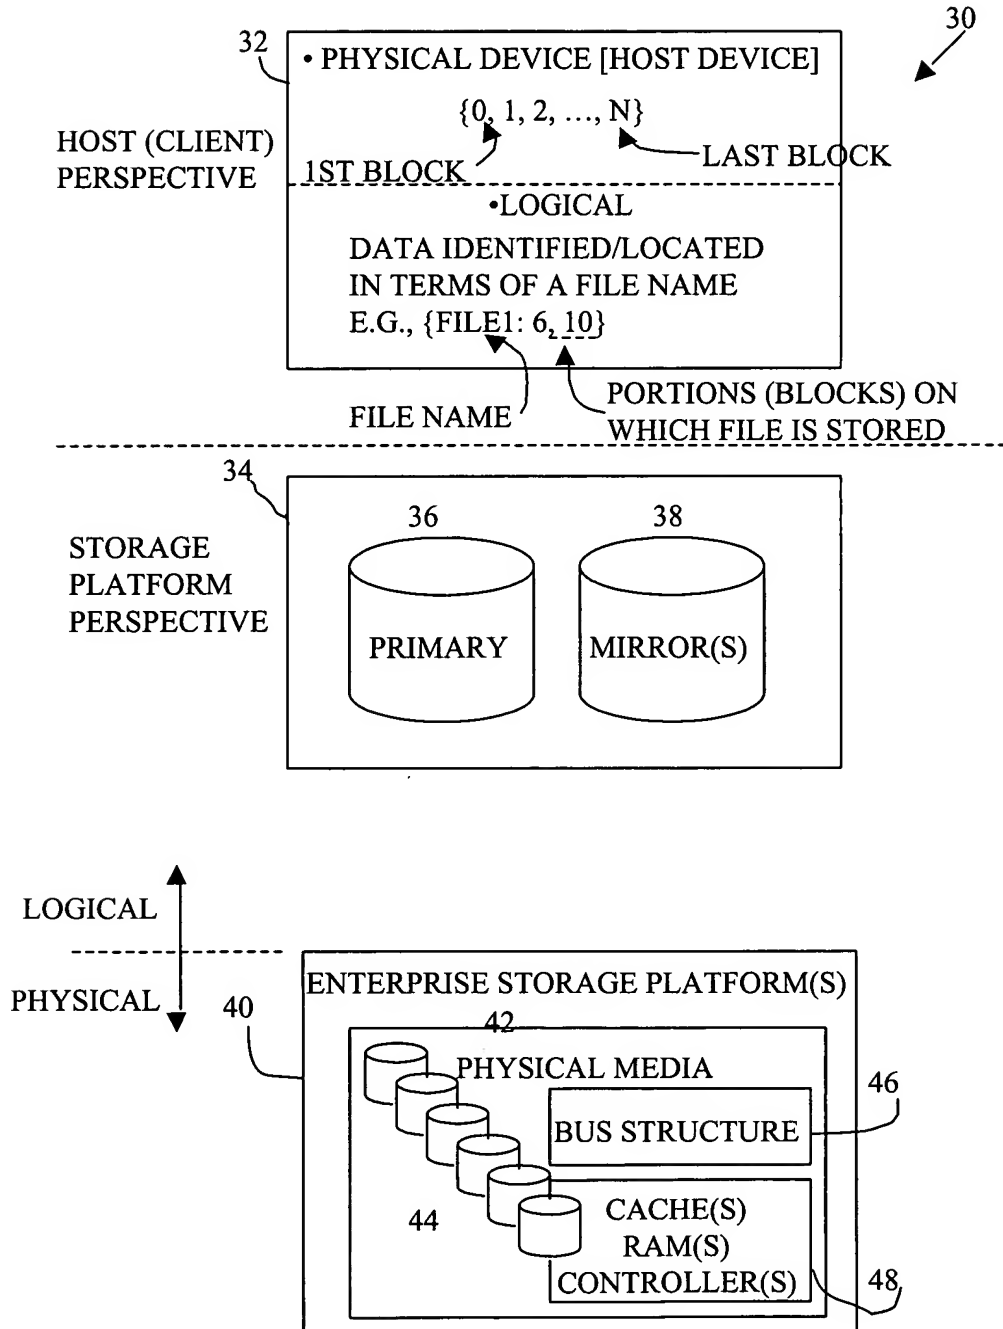 30
32
• PHYSICAL DEVICE [HOST DEVICE]
{0, 1, 2, …, N}
HOST (CLIENT)
PERSPECTIVE
1ST BLOCK
LAST BLOCK
•LOGICAL
DATA IDENTIFIED/LOCATED
IN TERMS OF A FILE NAME
E.G., {FILE1: 6, 10}
FILE NAME
PORTIONS (BLOCKS) ON
WHICH FILE IS STORED
34
36
38
STORAGE
PLATFORM
PERSPECTIVE
PRIMARY
MIRROR(S)
LOGICAL
PHYSICAL
40
ENTERPRISE STORAGE PLATFORM(S)
42
PHYSICAL MEDIA
46
BUS STRUCTURE
44
CACHE(S)
RAM(S)
CONTROLLER(S)
48